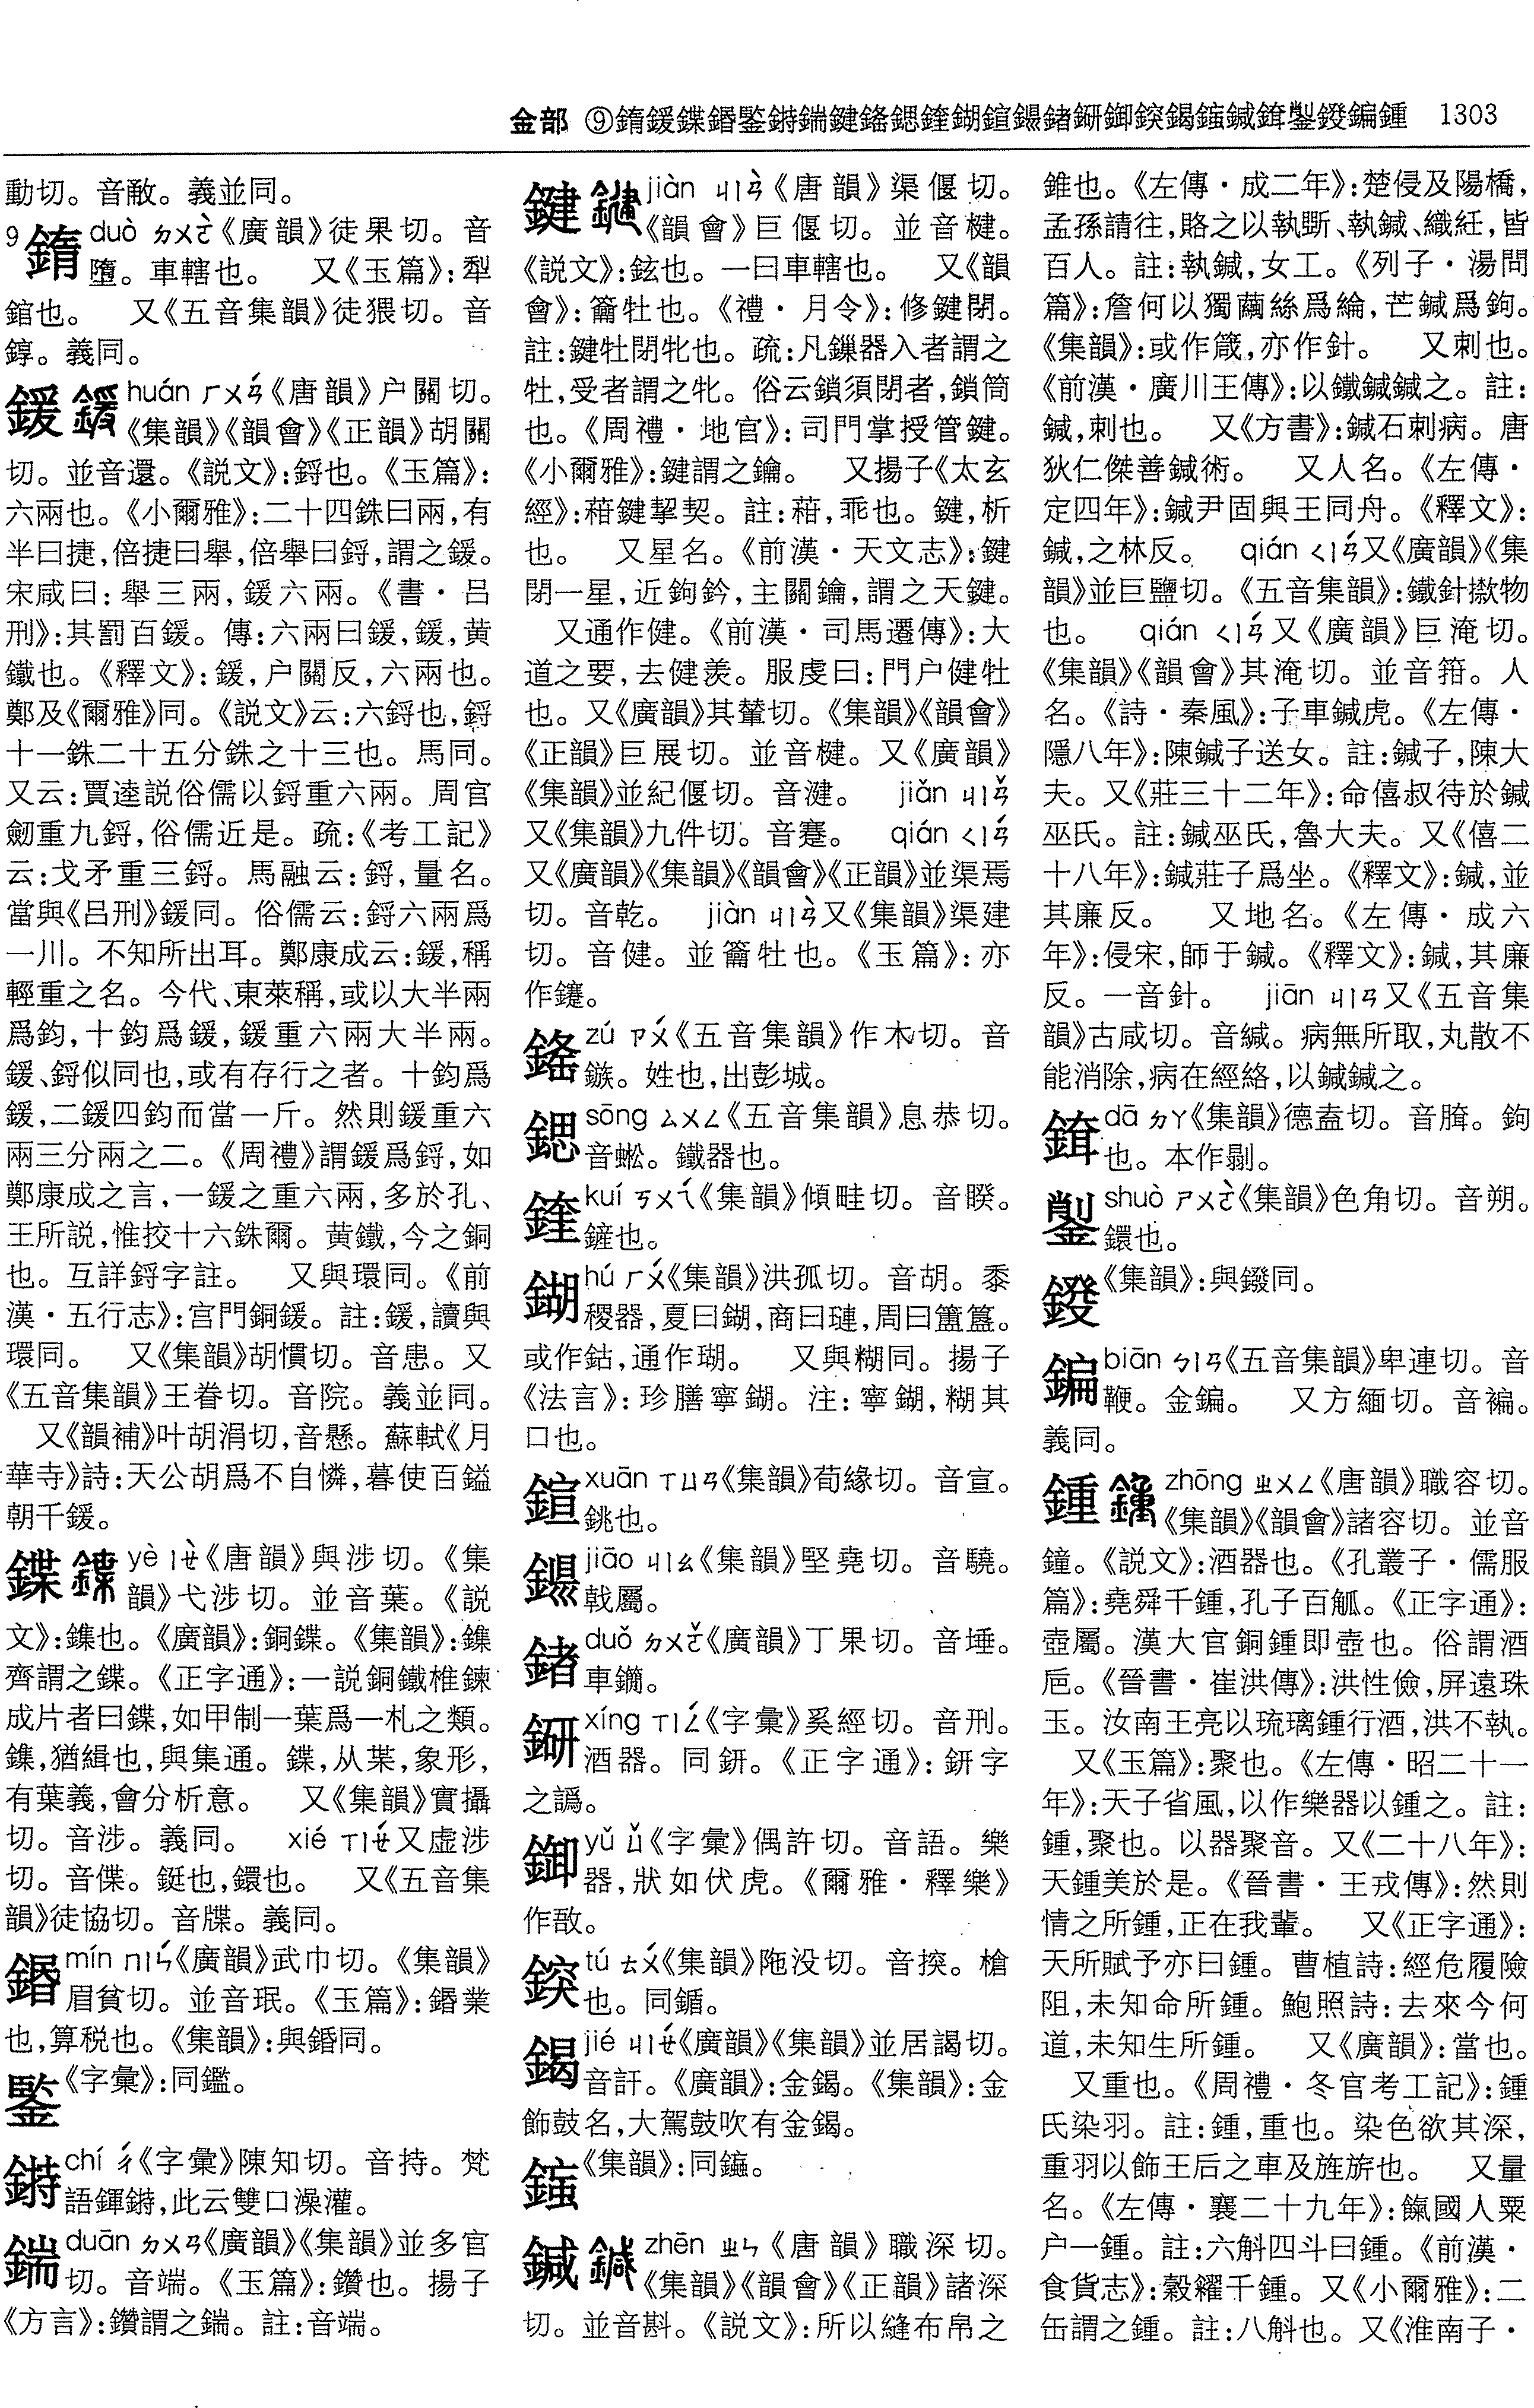 金部 ⑨鍺鍰鍱鍲鋻鍗鍴鍵鍩鍶鍷鍸鍹鍚鍺鈃鋤鍥鍻鎡鍼鎝鎙鏺鍽鍾 1303
動切。音敵。義並同。
9 duò ㄉㄨㄛˋ《廣韻》徒果切。音
墮。車轄也。 又《玉篇》:犁
錧也。 又《五音集韻》徒猥切。音
錞。義同。
鍰 huán ㄏㄨㄢˊ《唐韻》户關切。
《集韻》《韻會》《正韻》胡關
切。並音還。《説文》:鋝也。《玉篇》:
六兩也。《小爾雅》:二十四銖曰兩,有
半曰捷,倍捷曰舉,倍舉曰鋝,謂之鍰。
宋咸曰:舉三兩,鍰六兩。《書·吕
刑》:其罰百鍰。傳:六兩曰鍰,鍰,黄
鐵也。《釋文》:鍰,户關反,六兩也。
鄭及《爾雅》同。《説文》云:六鋝也,鋝
十一銖二十五分銖之十三也。馬同。
又云:賈逵説俗儒以鋝重六兩。周官
劒重九鋝,俗儒近是。疏:《考工記》
云:戈矛重三鋝。馬融云:鋝,量名。
當與《吕刑》鍰同。俗儒云:鋝六兩爲
一川。不知所出耳。鄭康成云:鍰,稱
輕重之名。今代、東萊稱,或以大半兩
爲鈞,十鈞爲鍰,鍰重六兩大半兩。
鍰、鋝似同也,或有存行之者。十鈞爲
鍰,二鍰四鈞而當一斤。然則鍰重六
兩三分兩之二。《周禮》謂鍰爲鋝,如
鄭康成之言,一鍰之重六兩,多於孔、
王所説,惟挍十六銖爾。黄鐵,今之銅
也。互詳鋝字註。 又與環同。《前
漢·五行志》:宫門銅鍰。註:鍰,讀與
環同。 又《集韻》胡慣切。音患。又
《五音集韻》王眷切。音院。義並同。
又《韻補》叶胡涓切,音懸。蘇軾《月
華寺》詩:天公胡爲不自憐,暮使百鎰
朝千鍰。
鍱 yè ㄧㄝˋ《唐韻》與涉切。《集
韻》弋涉切。並音葉。《説
文》:鏶也。《廣韻》:銅鍱。《集韻》:鏶
齊謂之鍱。《正字通》:一説銅鐵椎鍊
成片者曰鍱,如甲制一葉爲一札之類。
鏶,猶緝也,與集通。鍱,从枼,象形,
有葉義,會分析意。 又《集韻》實攝
切。音涉。義同。 xié ㄒㄧㄝˊ又虚涉
切。音偞。鋌也,鐶也。 又《五音集
韻》徒協切。音牒。義同。
鍲 mín ㄇㄧㄣˊ《廣韻》武巾切。《集韻》
眉貧切。並音珉。《玉篇》:鍲業
也,算税也。《集韻》:與錉同。
《字彙》:同鑑。
chí ㄔˊ《字彙》陳知切。音持。梵
語鍕,此云雙口澡灌。
鍴 duān ㄉㄨㄢ《廣韻》《集韻》並多官
切。音端。《玉篇》:鑽也。揚子
《方言》:鑽謂之鍴。註:音端。
鍵 jiàn ㄐㄧㄢˋ《唐韻》渠偃切。
《韻會》巨偃切。並音楗。
《説文》:鉉也。一曰車轄也。 又《韻
會》:籥牡也。《禮·月令》:修鍵閉。
註:鍵牡閉牝也。疏:凡鏁器入者謂之
牡,受者謂之牝。俗云鎖須閉者,鎖筒
也。《周禮·地官》:司門掌授管鍵。
《小爾雅》:鍵謂之鑰。 又揚子《太玄
經》:䅣鍵挈契。註:䅣,乖也。鍵,析
也。 又星名。《前漢·天文志》:鍵
閉一星,近鉤鈐,主關鑰,謂之天鍵。
又通作健。《前漢·司馬遷傳》:大
道之要,去健羨。服虔曰:門户健牡
也。又《廣韻》其輦切。《集韻》《韻會》
《正韻》巨展切。並音楗。又《廣韻》
《集韻》並紀偃切。音湕。 jiǎn ㄐㄧㄢˇ
又《集韻》九件切。音蹇。 qián ㄑㄧㄢˊ
又《廣韻》《集韻》《韻會》《正韻》並渠焉
切。音乾。 jiàn ㄐㄧㄢˋ又《集韻》渠建
切。音健。並籥牡也。《玉篇》:亦
作鑳。
zú ㄗㄨˊ《五音集韻》作木切。音
鏃。姓也,出彭城。
鍶 sōng ㄙㄨㄥ《五音集韻》息恭切。
音蜙。鐵器也。
鍷 kuí ㄎㄨㄟˊ《集韻》傾畦切。音睽。
鏟也。
鍸 hú ㄏㄨˊ《集韻》洪孤切。音胡。黍
稷器,夏曰鍸,商曰璉,周曰簠簋。
或作鈷,通作瑚。 又與糊同。揚子
《法言》:珍膳寧鍸。注:寧鍸,糊其
口也。
鍹 xuān ㄒㄩㄢ《集韻》荀緣切。音宣。
銚也。
jiāo ㄐㄧㄠ《集韻》堅堯切。音驍。
戟屬。
鍺 duǒ ㄉㄨㄛˇ《廣韻》丁果切。音埵。
車鐧。
xíng ㄒㄧㄥˊ《字彙》奚經切。音刑。
酒器。同鈃。《正字通》:鈃字
之譌。
yǔ ㄩˇ《字彙》偶許切。音語。樂
器,狀如伏虎。《爾雅·釋樂》
作敔。
鍎 tú ㄊㄨˊ《集韻》陁没切。音揬。槍
也。同鍎。
鍻 jié ㄐㄧㄝˊ《廣韻》《集韻》並居謁切。
音訐。《廣韻》:金鍻。《集韻》:金
飾鼓名,大駕鼓吹有金鍻。
《集韻》:同鎡。
鍼 zhēn ㄓㄣ《唐韻》職深切。
《集韻》《韻會》《正韻》諸深
切。並音斟。《説文》:所以縫布帛之
錐也。《左傳·成二年》:楚侵及陽橋,
孟孫請往,賂之以執斲、執鍼、織紝,皆
百人。註:執鍼,女工。《列子·湯問
篇》:詹何以獨繭絲爲綸,芒鍼爲鉤。
《集韻》:或作箴,亦作針。 又刺也。
《前漢·廣川王傳》:以鐵鍼鍼之。註:
鍼,刺也。 又《方書》:鍼石刺病。唐
狄仁傑善鍼術。 又人名。《左傳·
定四年》:鍼尹固與王同舟。《釋文》:
鍼,之林反。 qián ㄑㄧㄢˊ又《廣韻》《集
韻》並巨鹽切。《五音集韻》:鐵針撳物
也。 qián ㄑㄧㄢˊ又《廣韻》巨淹切。
《集韻》《韻會》其淹切。並音箝。人
名。《詩·秦風》:子車鍼虎。《左傳·
隱八年》:陳鍼子送女。註:鍼子,陳大
夫。又《莊三十二年》:命僖叔待於鍼
巫氏。註:鍼巫氏,魯大夫。又《僖二
十八年》:鍼莊子爲坐。《釋文》:鍼,並
其廉反。 又地名。《左傳·成六
年》:侵宋,師于鍼。《釋文》:鍼,其廉
反。一音針。 jiān ㄐㄧㄢ又《五音集
韻》古咸切。音緘。病無所取,丸散不
能消除,病在經絡,以鍼鍼之。
dā ㄉㄚ《集韻》德盍切。音䐛。鉤
也。本作剔。
shuò ㄕㄨㄛˋ《集韻》色角切。音朔。
鐶也。
《集韻》:與鏺同。
biān ㄅㄧㄢ《五音集韻》卑連切。音
鞭。金鍽。 又方緬切。音褊。
義同。
鍾 zhōng ㄓㄨㄥ《唐韻》職容切。
《集韻》《韻會》諸容切。並音
鐘。《説文》:酒器也。《孔叢子·儒服
篇》:堯舜千鍾,孔子百觚。《正字通》:
壺屬。漢大官銅鍾即壺也。俗謂酒
巵。《晉書·崔洪傳》:洪性儉,屏遠珠
玉。汝南王亮以琉璃鍾行酒,洪不執。
又《玉篇》:聚也。《左傳·昭二十一
年》:天子省風,以作樂器以鍾之。註:
鍾,聚也。以器聚音。又《二十八年》:
天鍾美於是。《晉書·王戎傳》:然則
情之所鍾,正在我輩。 又《正字通》:
天所賦予亦曰鍾。曹植詩:經危履險
阻,未知命所鍾。鮑照詩:去來今何
道,未知生所鍾。 又《廣韻》:當也。
又重也。《周禮·冬官考工記》:鍾
氏染羽。註:鍾,重也。染色欲其深,
重羽以飾王后之車及旌旂也。 又量
名。《左傳·襄二十九年》:餼國人粟
户一鍾。註:六斛四斗曰鍾。《前漢·
食貨志》:穀糴千鍾。又《小爾雅》:二
缶謂之鍾。註:八斛也。又《淮南子·